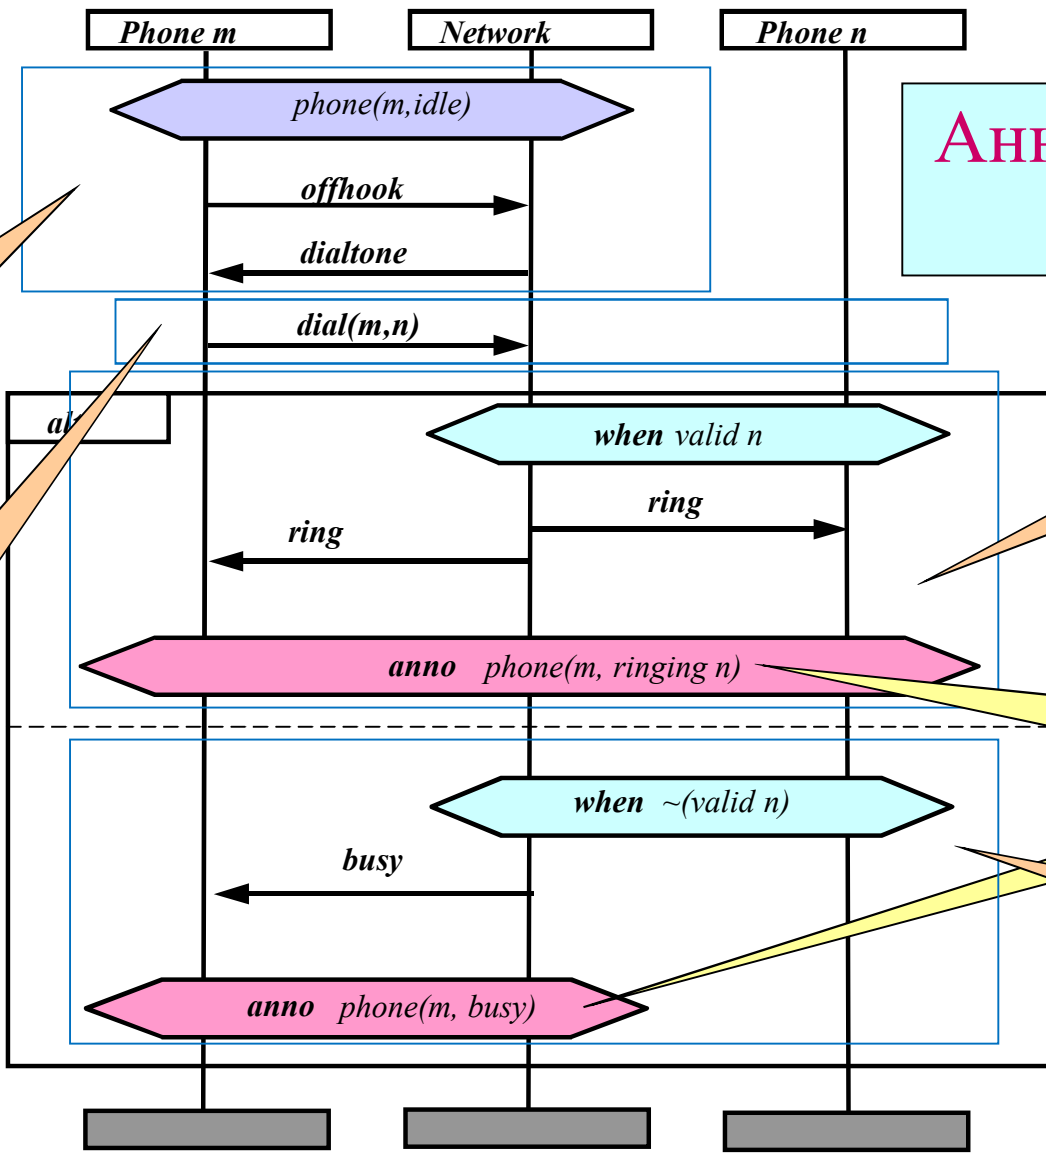 Phone m
Network
Phone n
phone(m,idle)
offhook
dialtone
dial(m,n)
when valid n
ring
ring
anno phone(m, ringing n)
when ~(valid n)
busy
anno phone(m, busy)